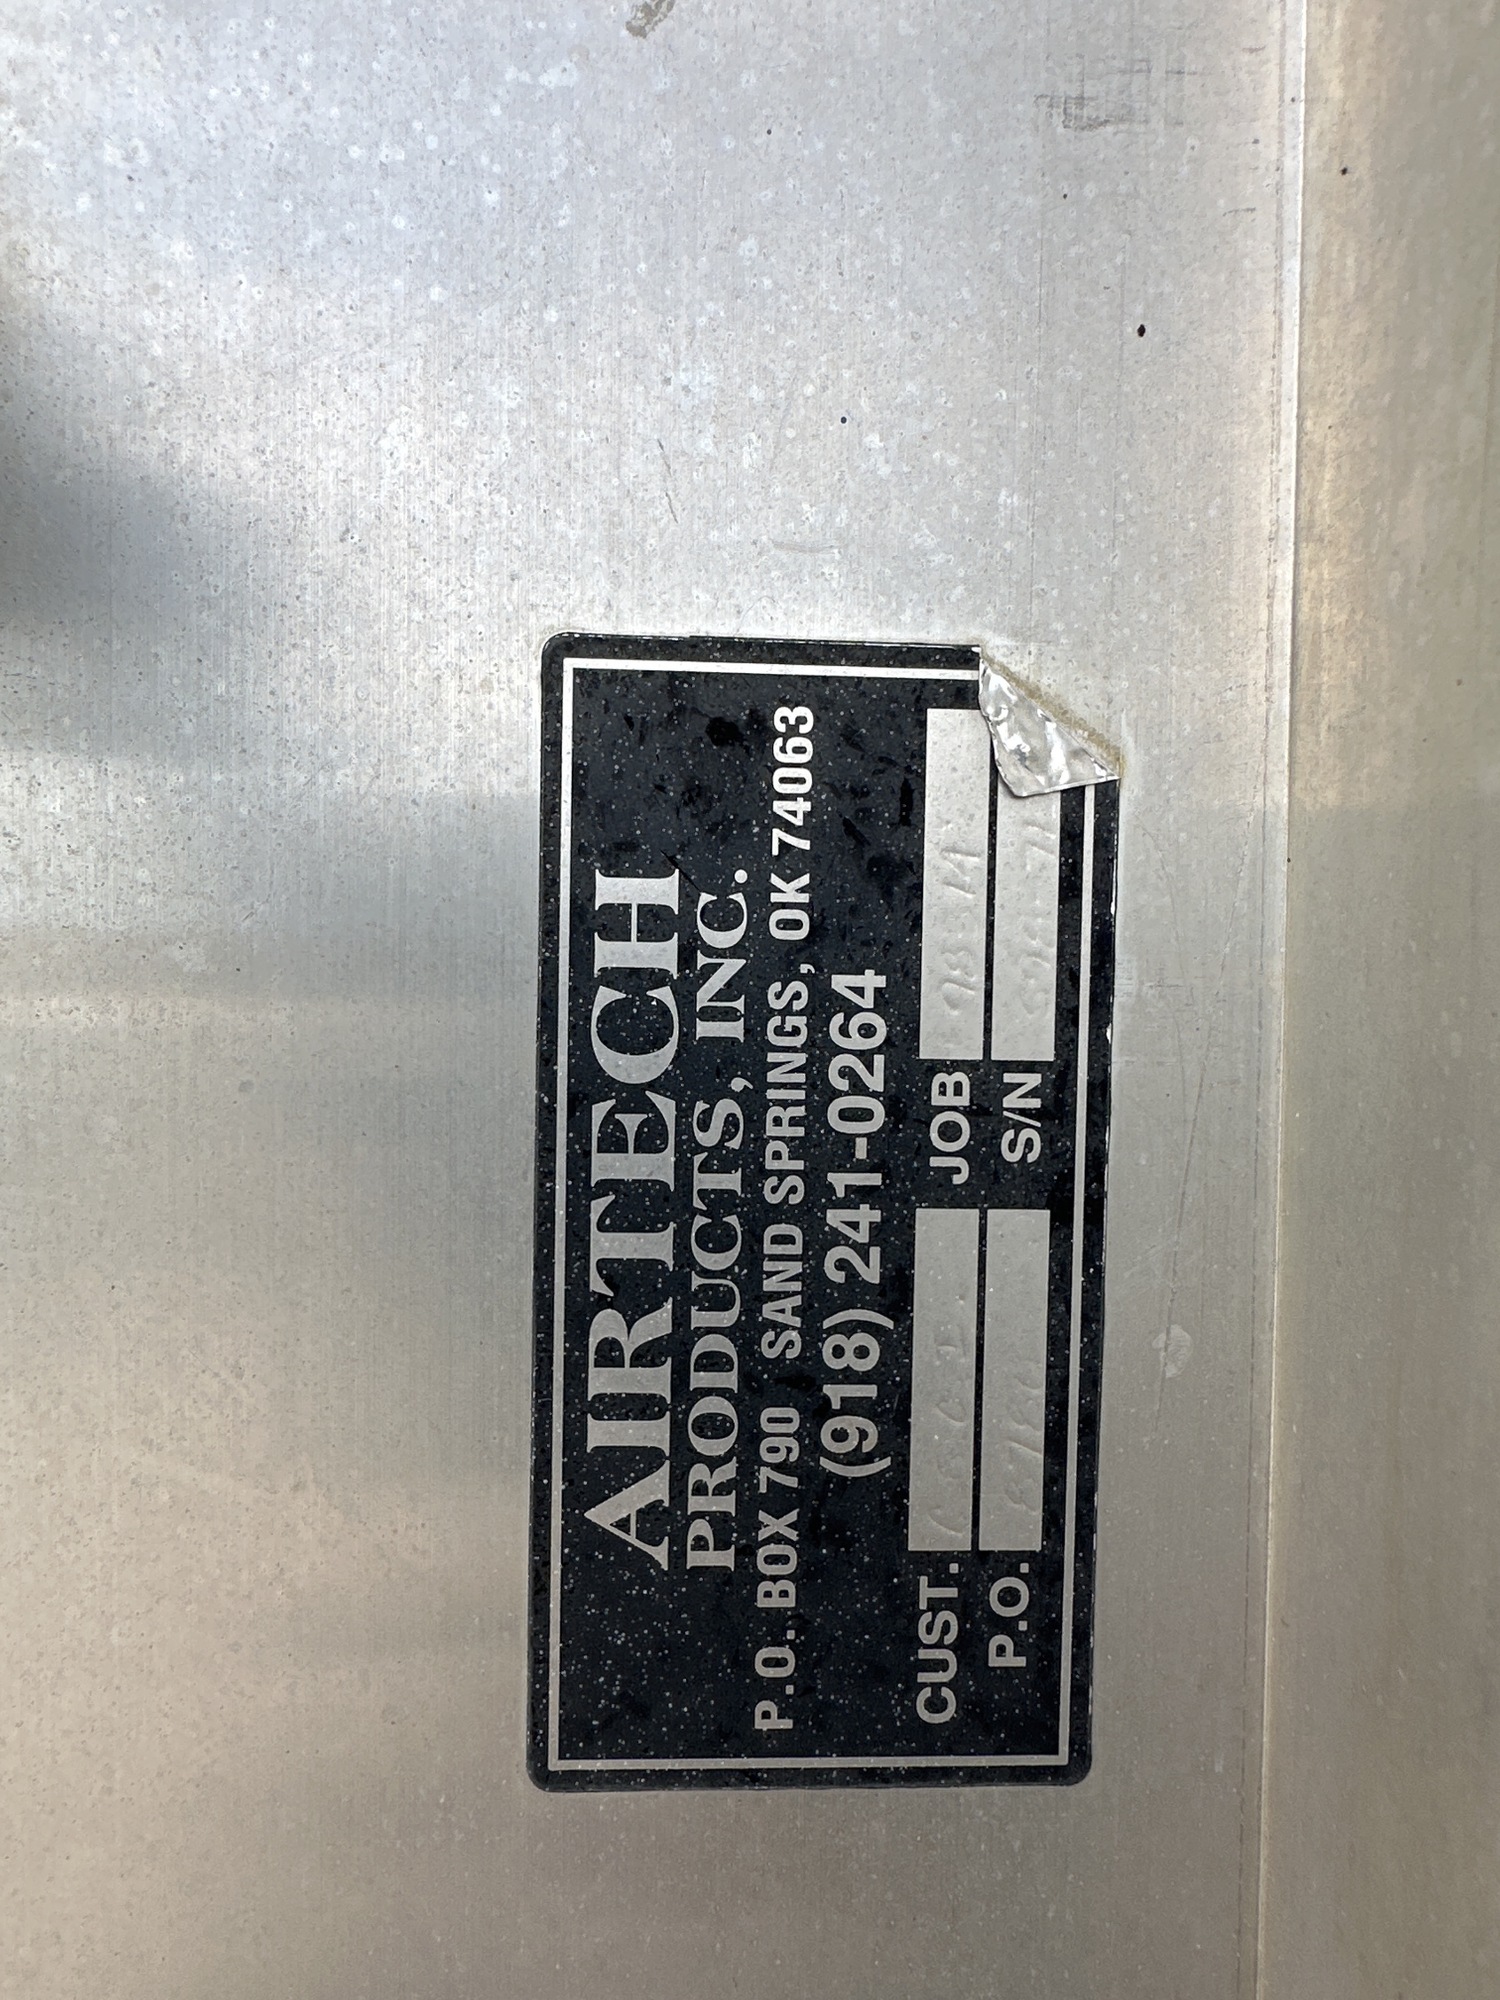 AIRTECH
PRODUCTS, INC.
P.O. BOX 790 SAND SPRINGS, OK 74063
(918) 241-0264
CUST. JOB
P.O. S/N